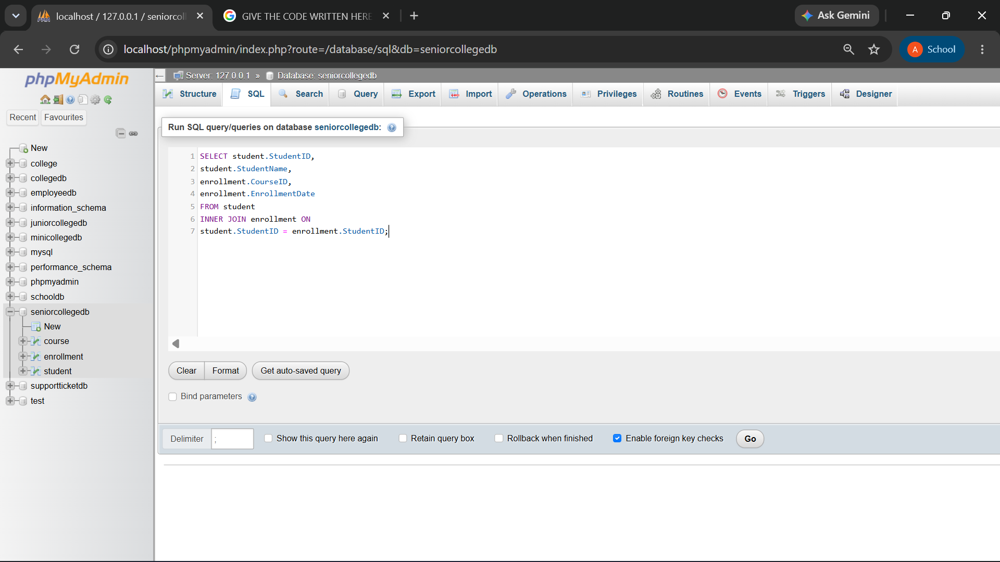 localhost / 127.0.0.1 / seniorcoll
GIVE THE CODE WRITTEN HERE
Ask Gemini
localhost/phpmyadmin/index.php?route=/database/sql&db=seniorcollegedb
A School
phpMyAdmin
Recent Favourites
New
college
collegedb
employeedb
information_schema
juniorcollegedb
minicollegedb
mysql
performance_schema
phpmyadmin
schooldb
seniorcollegedb
New
course
enrollment
student
supportticketdb
test
Server: 127.0.0.1 » Database: seniorcollegedb
Structure SQL Search Query Export Import Operations Privileges Routines Events Triggers Designer
Run SQL query/queries on database seniorcollegedb:
1 SELECT student.StudentID,
2 student.StudentName,
3 enrollment.CourseID,
4 enrollment.EnrollmentDate
5 FROM student
6 INNER JOIN enrollment ON
7 student.StudentID = enrollment.StudentID;
Clear Format Get auto-saved query
Bind parameters
Delimiter ; Show this query here again Retain query box Rollback when finished Enable foreign key checks Go